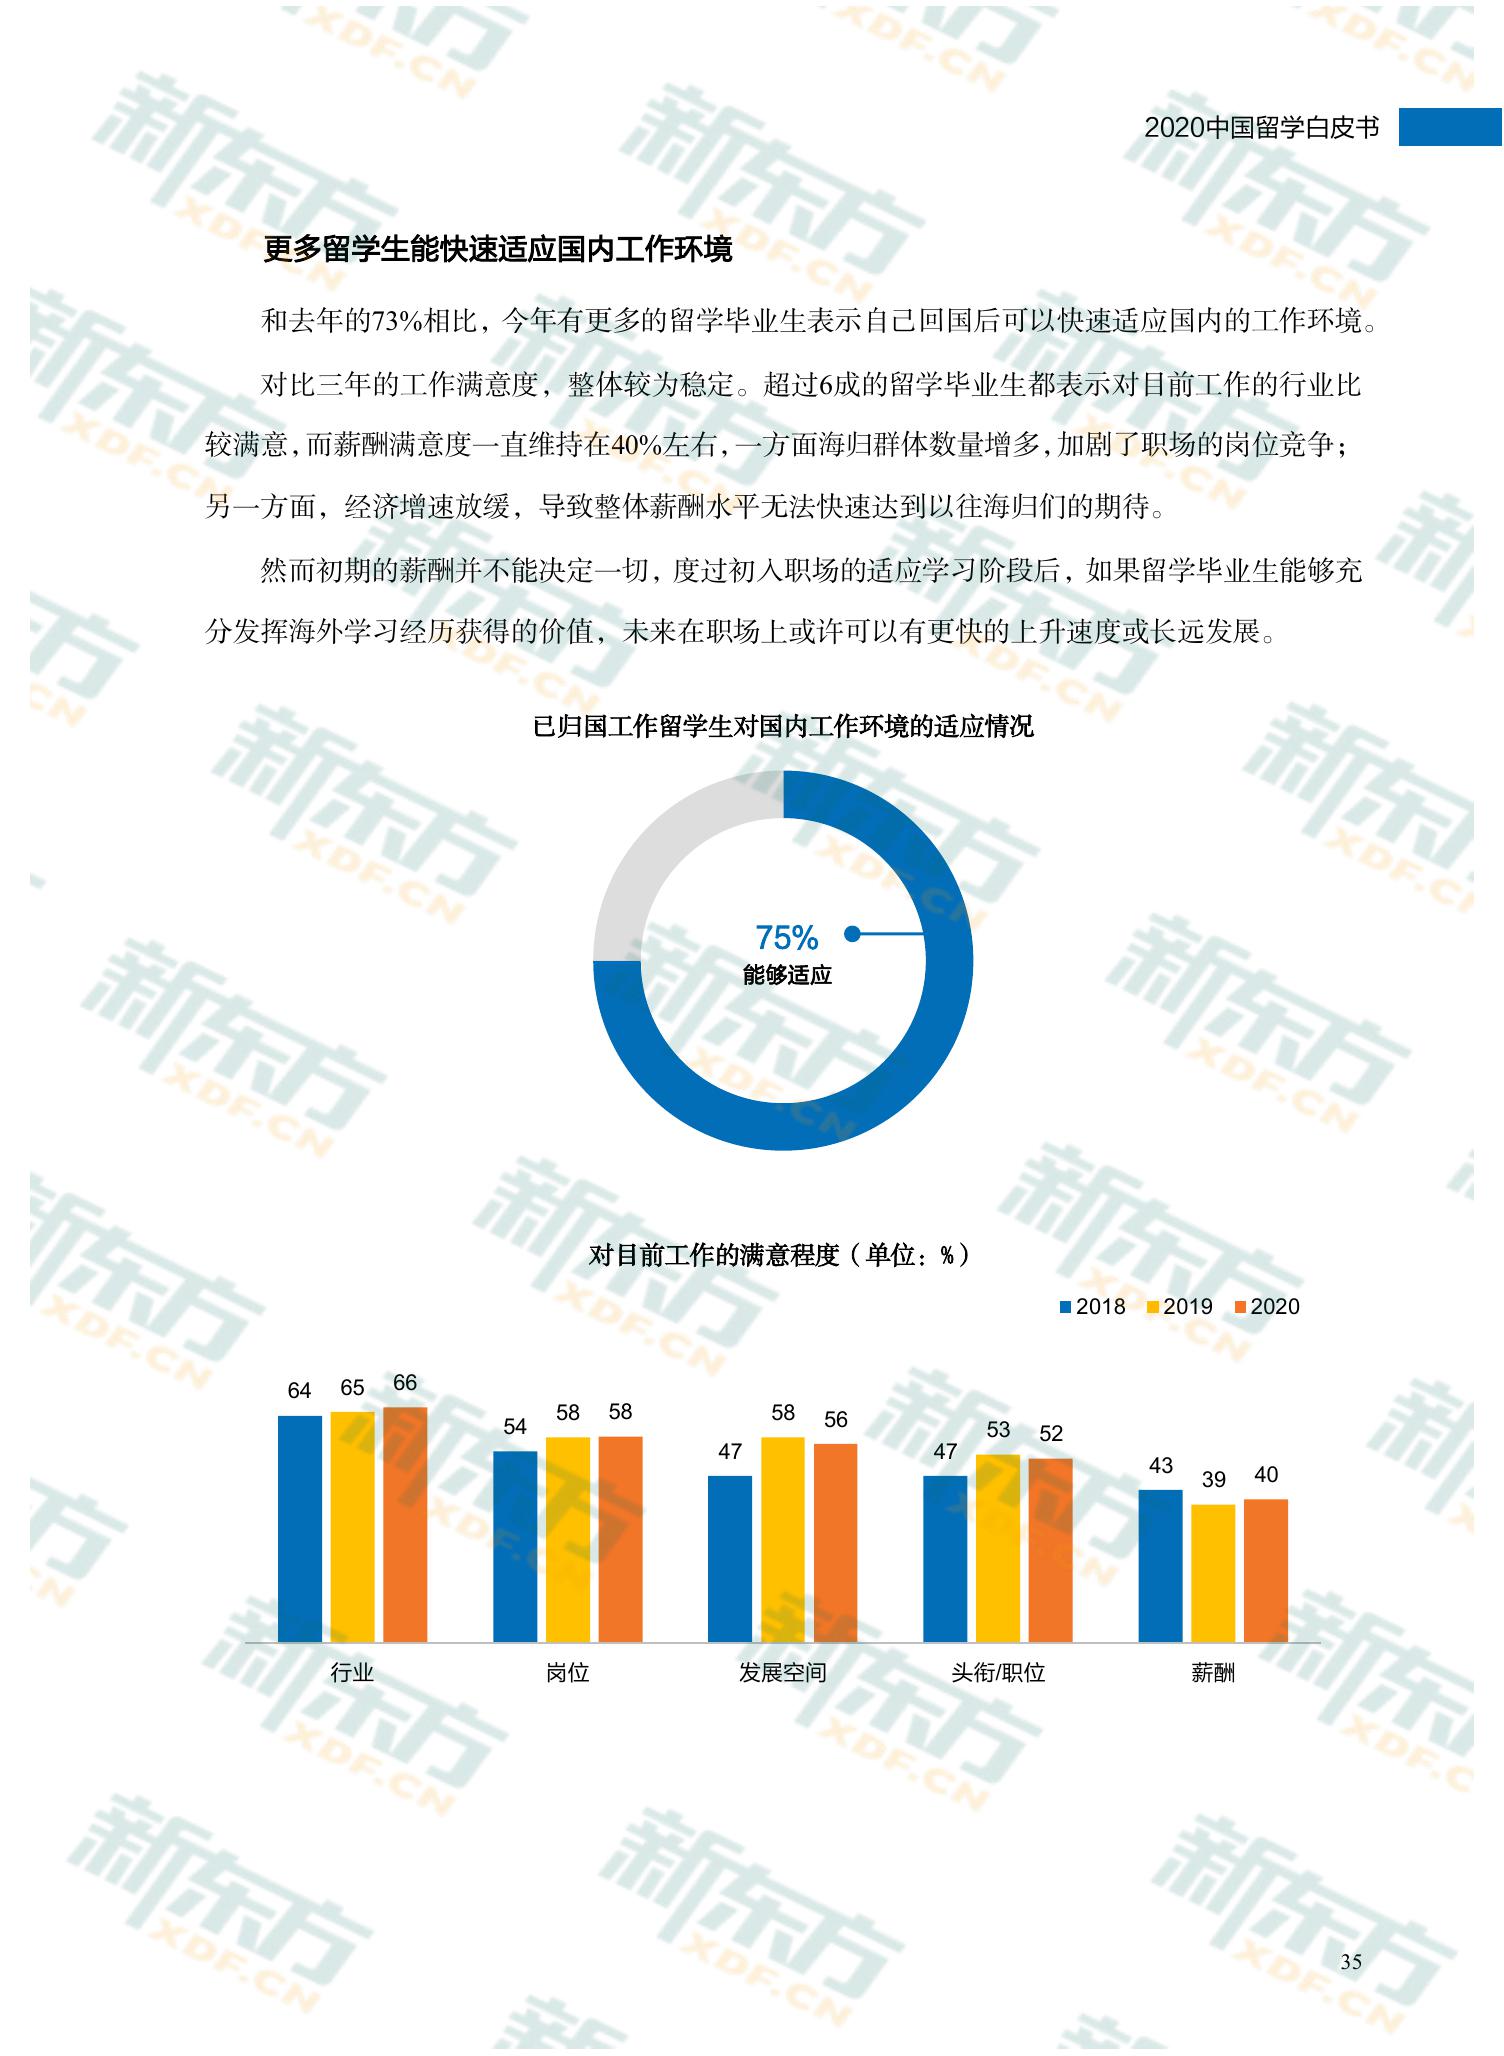 2020中国留学白皮书
更多留学生能快速适应国内工作环境
和去年的73%相比，今年有更多的留学毕业生表示自己回国后可以快速适应国内的工作环境。
对比三年的工作满意度，整体较为稳定。超过6成的留学毕业生都表示对目前工作的行业比
较满意，而薪酬满意度一直维持在40%左右，一方面海归群体数量增多，加剧了职场的岗位竞争；
另一方面，经济增速放缓，导致整体薪酬水平无法快速达到以往海归们的期待。
然而初期的薪酬并不能决定一切，度过初入职场的适应学习阶段后，如果留学毕业生能够充
分发挥海外学习经历获得的价值，未来在职场上或许可以有更快的上升速度或长远发展。
已归国工作留学生对国内工作环境的适应情况
75%
能够适应
对目前工作的满意程度（单位：%）
2018 2019 2020
64 65 66 54 58 58 47 58 56 47 53 52 43 39 40
行业 岗位 发展空间 头衔/职位 薪酬
35
新东方
XDF.CN